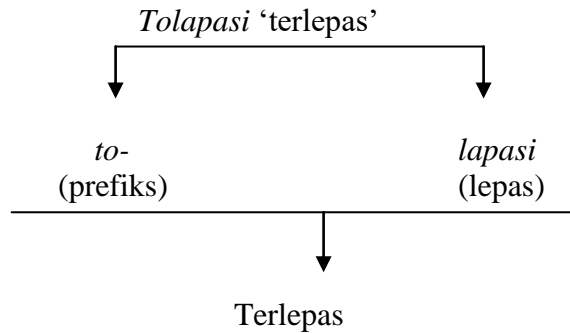 Tolapasi ‘terlepas’
to- lapasi
(prefiks) (lepas)
Terlepas